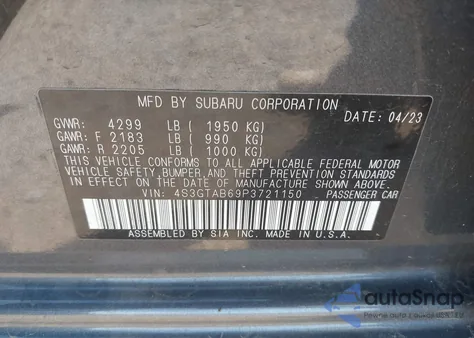 MFD BY SUBARU CORPORATION
GVWR: 4299 LB ( 1950 KG) DATE: 04/23
GAWR: F 2183 LB ( 990 KG)
GAWR: R 2205 LB ( 1000 KG)
THIS VEHICLE CONFORMS TO ALL APPLICABLE FEDERAL MOTOR
VEHICLE SAFETY, BUMPER, AND THEFT PREVENTION STANDARDS
IN EFFECT ON THE DATE OF MANUFACTURE SHOWN ABOVE.
VIN: 4S3GTAB69P3721150 PASSENGER CAR
ASSEMBLED BY SIA INC. MADE IN U.S.A.
autoSnap